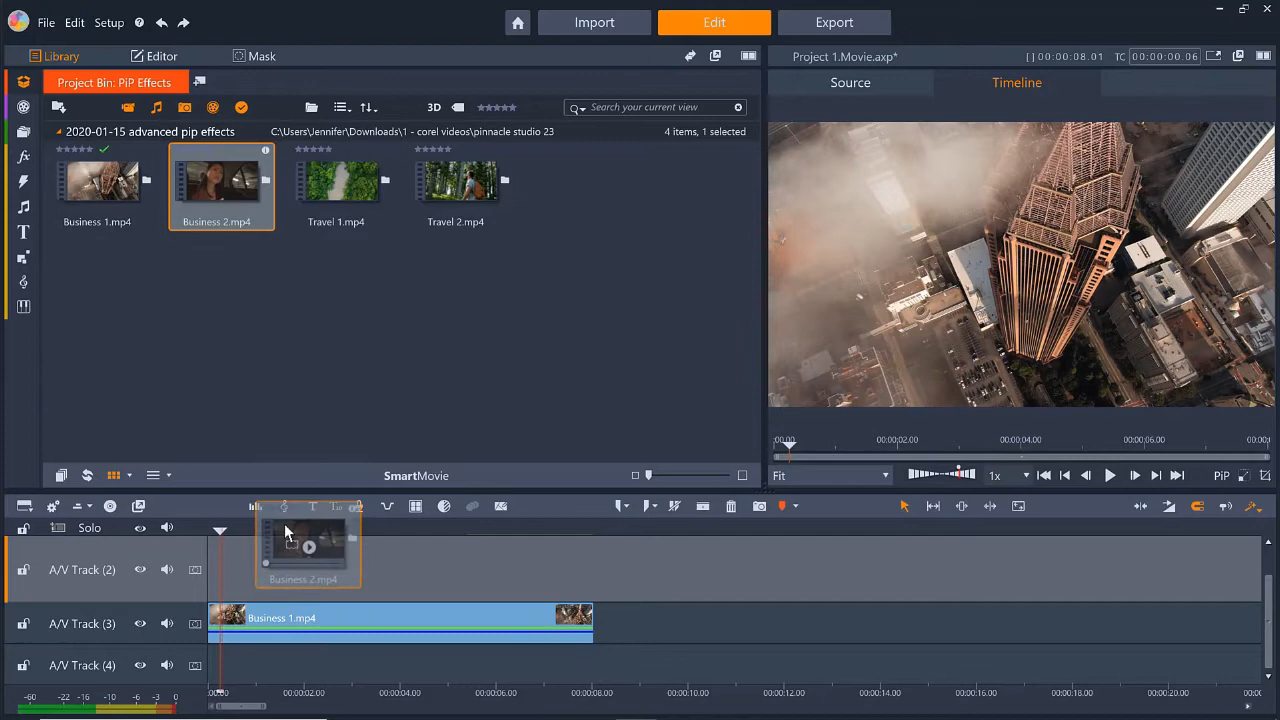 File Edit Setup
Import Edit Export
Library Editor Mask
Project 1.Movie.axp* [ ] 00:00:08.01 TC 00:00:00.06
Project Bin: PiP Effects
Source Timeline
3D Search your current view
2020-01-15 advanced pip effects C:\Users\Jennifer\Downloads\1 - corel videos\pinnacle studio 23 4 items, 1 selected
Business 1.mp4 Business 2.mp4 Travel 1.mp4 Travel 2.mp4
:00.00 00:00:02.00 00:00:04.00 00:00:06.00
SmartMovie
Fit 1x PiP
Solo
A/V Track (2)
Business 2.mp4
A/V Track (3) Business 1.mp4
A/V Track (4)
-60 -22 -16 -10 -6 -3 0
:00:00 00:00:02.00 00:00:04.00 00:00:06.00 00:00:08.00 00:00:10.00 00:00:12.00 00:00:14.00 00:00:16.00 00:00:18.00 00:00:20.00